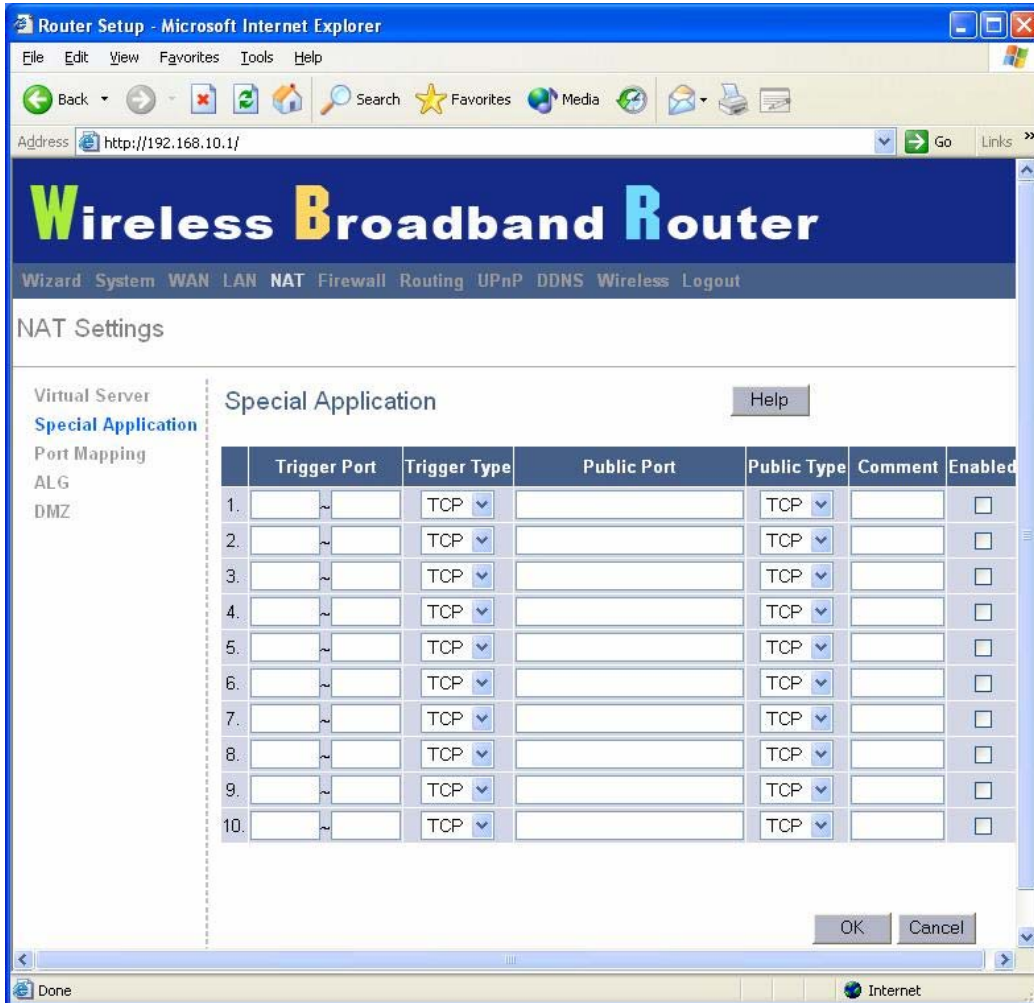 Router Setup - Microsoft Internet Explorer
File Edit View Favorites Tools Help
Back Search Favorites Media
Address http://192.168.10.1/ Go Links »
Wireless Broadband Router
Wizard System WAN LAN NAT Firewall Routing UPnP DDNS Wireless Logout
NAT Settings
Virtual Server
Special Application
Port Mapping
ALG
DMZ
Special Application Help
Trigger Port Trigger Type Public Port Public Type Comment Enabled
1. ~ TCP TCP
2. ~ TCP TCP
3. ~ TCP TCP
4. ~ TCP TCP
5. ~ TCP TCP
6. ~ TCP TCP
7. ~ TCP TCP
8. ~ TCP TCP
9. ~ TCP TCP
10. ~ TCP TCP
OK Cancel
Done Internet